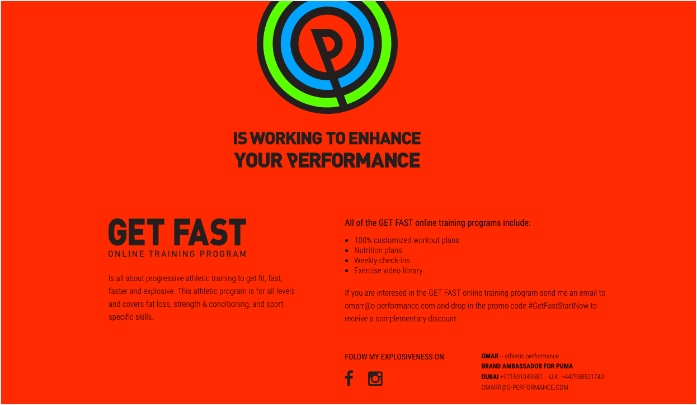 IS WORKING TO ENHANCE
YOUR PERFORMANCE
GET FAST
ONLINE TRAINING PROGRAM
Is all about progressive athletic training to get fit, fast,
faster and explosive. This athletic program is for all levels
and covers fat loss, strength & conditioning, and sport
specific skills.
All of the GET FAST online training programs include:
• 100% customized workout plans
• Nutrition plans
• Weekly check-ins
• Exercise video library
If you are interesed in the GET FAST online training program send me an email to
omarr@o-performance.com and drop in the promo code #GetFastStartNow to
receive a complementary discount
FOLLOW MY EXPLOSIVENESS ON
OMAR – athletic performance
BRAND AMBASSADOR FOR PUMA
DUBAI
U.K.
OMARR@O-PERFORMANCE.COM